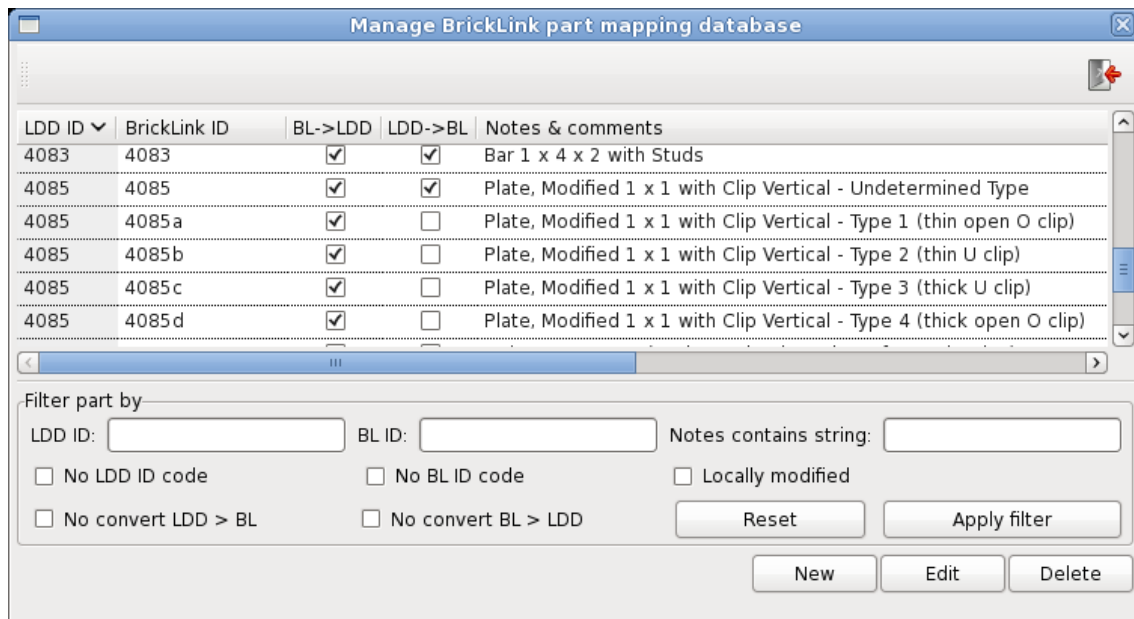 Manage BrickLink part mapping database
LDD ID BrickLink ID BL->LDD LDD->BL Notes & comments
4083 4083 Bar 1 x 4 x 2 with Studs
4085 4085 Plate, Modified 1 x 1 with Clip Vertical - Undetermined Type
4085 4085a Plate, Modified 1 x 1 with Clip Vertical - Type 1 (thin open O clip)
4085 4085b Plate, Modified 1 x 1 with Clip Vertical - Type 2 (thin U clip)
4085 4085c Plate, Modified 1 x 1 with Clip Vertical - Type 3 (thick U clip)
4085 4085d Plate, Modified 1 x 1 with Clip Vertical - Type 4 (thick open O clip)
Filter part by
LDD ID: BL ID: Notes contains string:
No LDD ID code No BL ID code Locally modified
No convert LDD > BL No convert BL > LDD Reset Apply filter
New Edit Delete